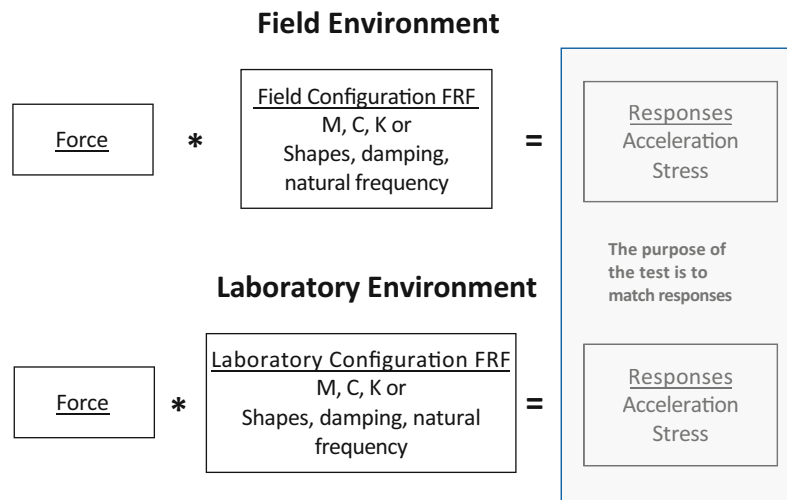 Field Environment
Force
*
Field Configuration FRF
M, C, K or
Shapes, damping,
natural frequency
=
Responses
Acceleration
Stress
The purpose of
the test is to
match responses
Laboratory Environment
Force
*
Laboratory Configuration FRF
M, C, K or
Shapes, damping, natural
frequency
=
Responses
Acceleration
Stress